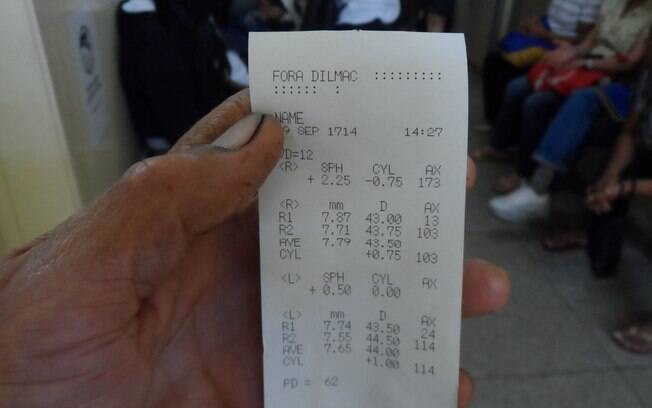 FORA DILMAC :::::::::
:::::: :
NAME
9 SEP 1714 14:27
VD=12
<R> SPH CYL AX
+ 2.25 -0.75 173
<R> mm D AX
R1 7.87 43.00 13
R2 7.71 43.75 103
AVE 7.79 43.50
CYL +0.75 103
<L> SPH CYL AX
+ 0.50 0.00
<L> mm D AX
R1 7.74 43.50 24
R2 7.55 44.50 114
AVE 7.65 44.00
CYL +1.00 114
PD = 62